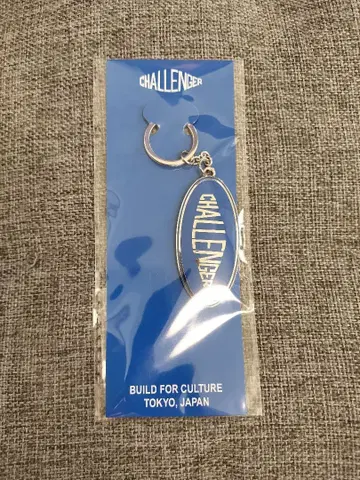 CHALLENGER
CHALLENGER
BUILD FOR CULTURE
TOKYO, JAPAN